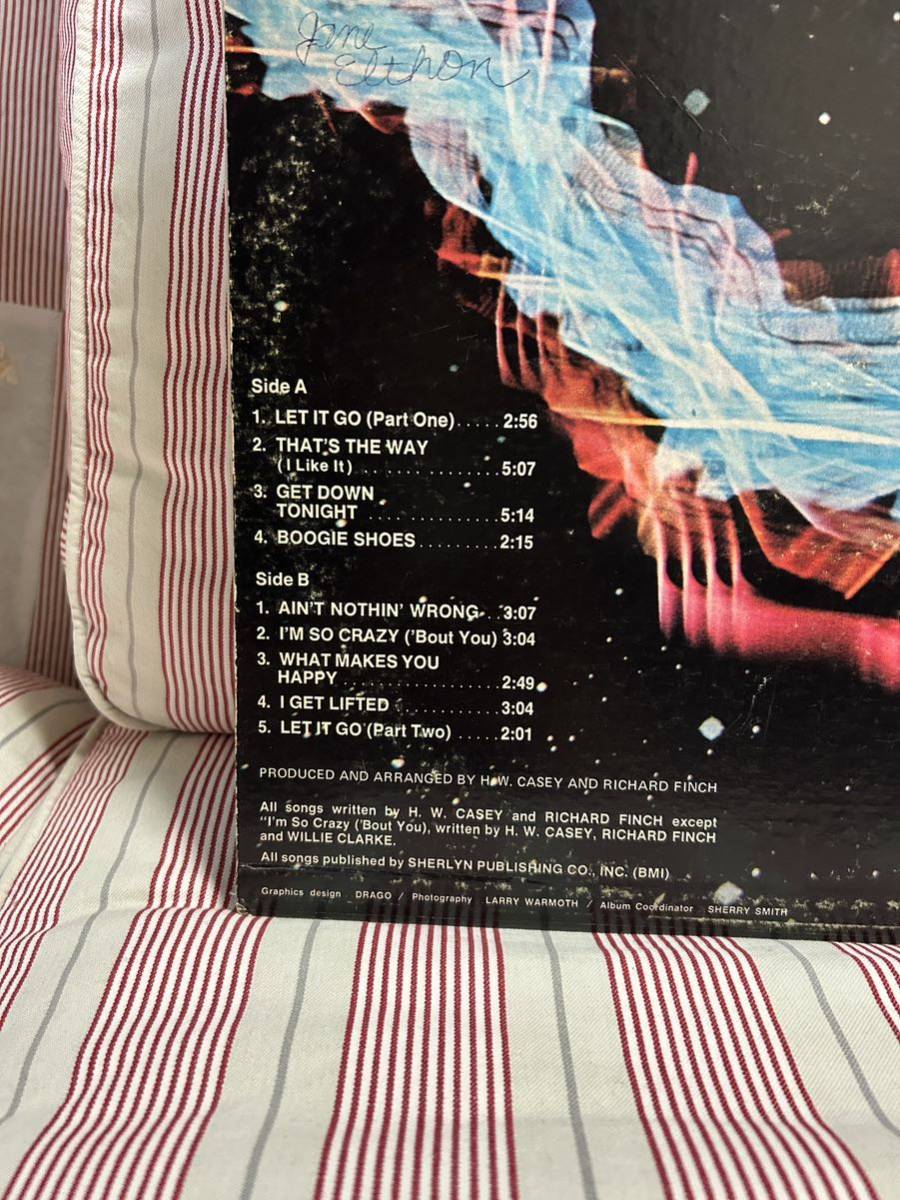 Jane
Elthon
Side A
1. LET IT GO (Part One)..... 2:56
2. THAT'S THE WAY
(I Like It)................5:07
3. GET DOWN
TONIGHT .............5:14
4. BOOGIE SHOES.........2:15
Side B
1. AIN'T NOTHIN' WRONG...3:07
2. I'M SO CRAZY ('Bout You) 3:04
3. WHAT MAKES YOU
HAPPY...................2:49
4. I GET LIFTED ............3:04
5. LET IT GO (Part Two) .....2:01
PRODUCED AND ARRANGED BY H. W. CASEY AND RICHARD FINCH
All songs written by H. W. CASEY and RICHARD FINCH except
"I'm So Crazy ('Bout You), written by H. W. CASEY, RICHARD FINCH
and WILLIE CLARKE.
All songs published by SHERLYN PUBLISHING CO., INC. (BMI)
Graphics design DRAGO / Photography LARRY WARMOTH / Album Coordinator SHERRY SMITH